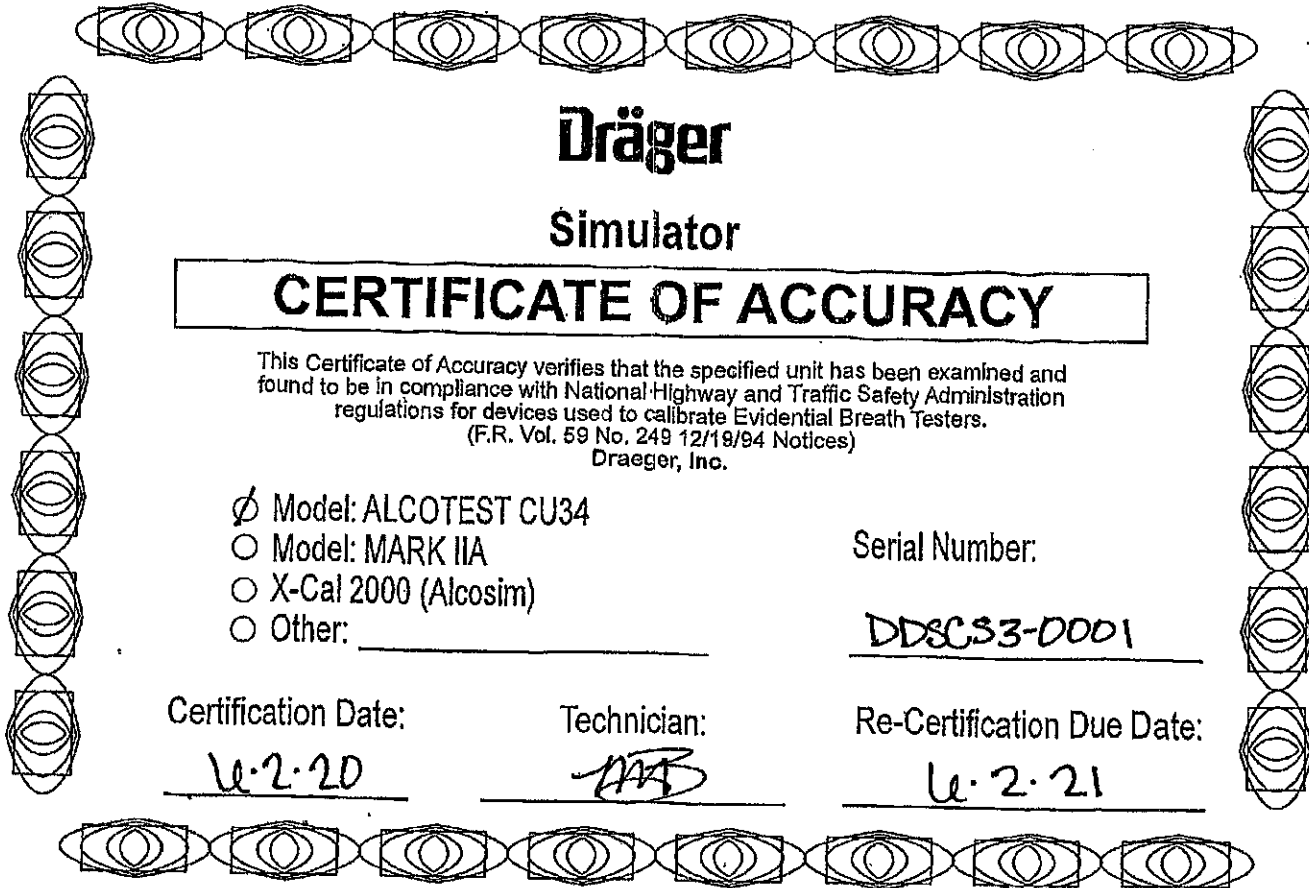 Dräger
Simulator
CERTIFICATE OF ACCURACY
This Certificate of Accuracy verifies that the specified unit has been examined and
found to be in compliance with National Highway and Traffic Safety Administration
regulations for devices used to calibrate Evidential Breath Testers.
(F.R. Vol. 59 No. 249 12/19/94 Notices)
Draeger, Inc.
Model: ALCOTEST CU34
Model: MARK IIA
X-Cal 2000 (Alcosim)
Other:
Serial Number:
DDSCS3-0001
Certification Date:
6.2.20
Technician:
Re-Certification Due Date:
6.2.21